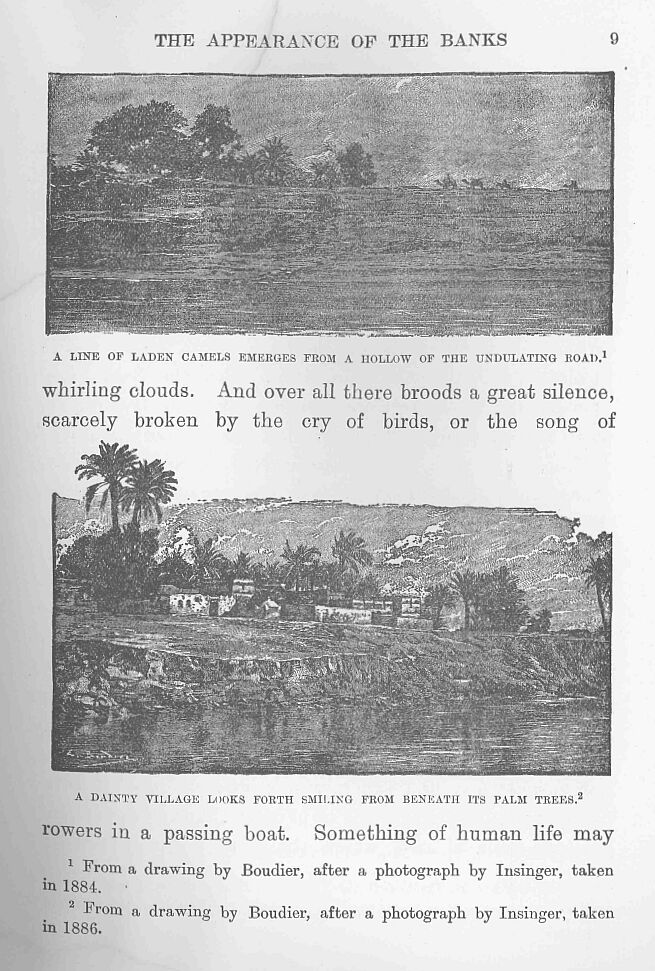 THE APPEARANCE OF THE BANKS 9
A LINE OF LADEN CAMELS EMERGES FROM A HOLLOW OF THE UNDULATING ROAD.¹
whirling clouds. And over all there broods a great silence,
scarcely broken by the cry of birds, or the song of
A DAINTY VILLAGE LOOKS FORTH SMILING FROM BENEATH ITS PALM TREES.²
rowers in a passing boat. Something of human life may
¹ From a drawing by Boudier, after a photograph by Insinger, taken
in 1884.
² From a drawing by Boudier, after a photograph by Insinger, taken
in 1886.